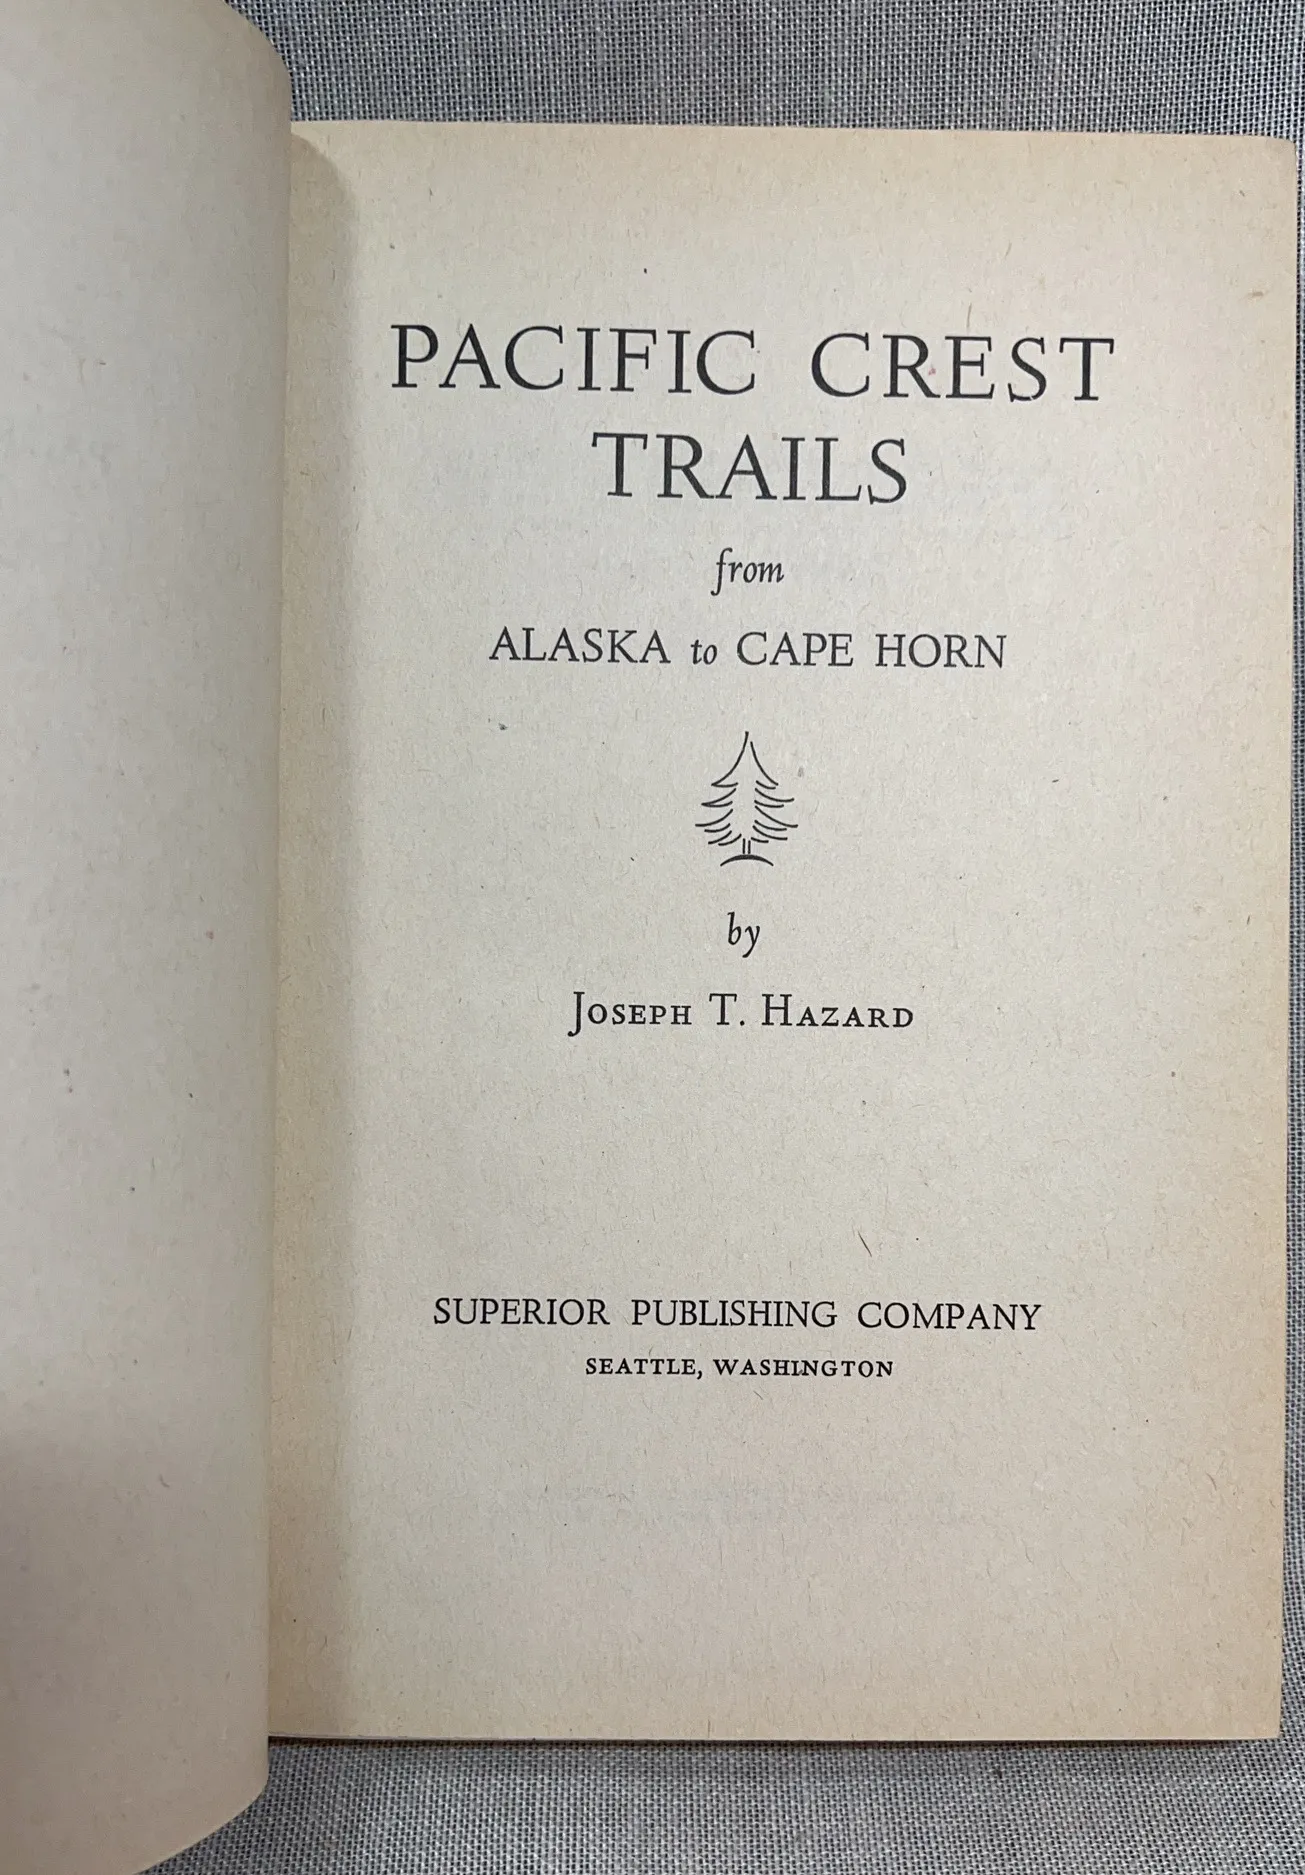 PACIFIC CREST
TRAILS
from
ALASKA to CAPE HORN
by
JOSEPH T. HAZARD
SUPERIOR PUBLISHING COMPANY
SEATTLE, WASHINGTON